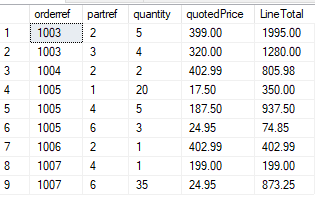 orderref partref quantity quotedPrice LineTotal
1 1003 2 5 399.00 1995.00
2 1003 3 4 320.00 1280.00
3 1004 2 2 402.99 805.98
4 1005 1 20 17.50 350.00
5 1005 4 5 187.50 937.50
6 1005 6 3 24.95 74.85
7 1006 2 1 402.99 402.99
8 1007 4 1 199.00 199.00
9 1007 6 35 24.95 873.25